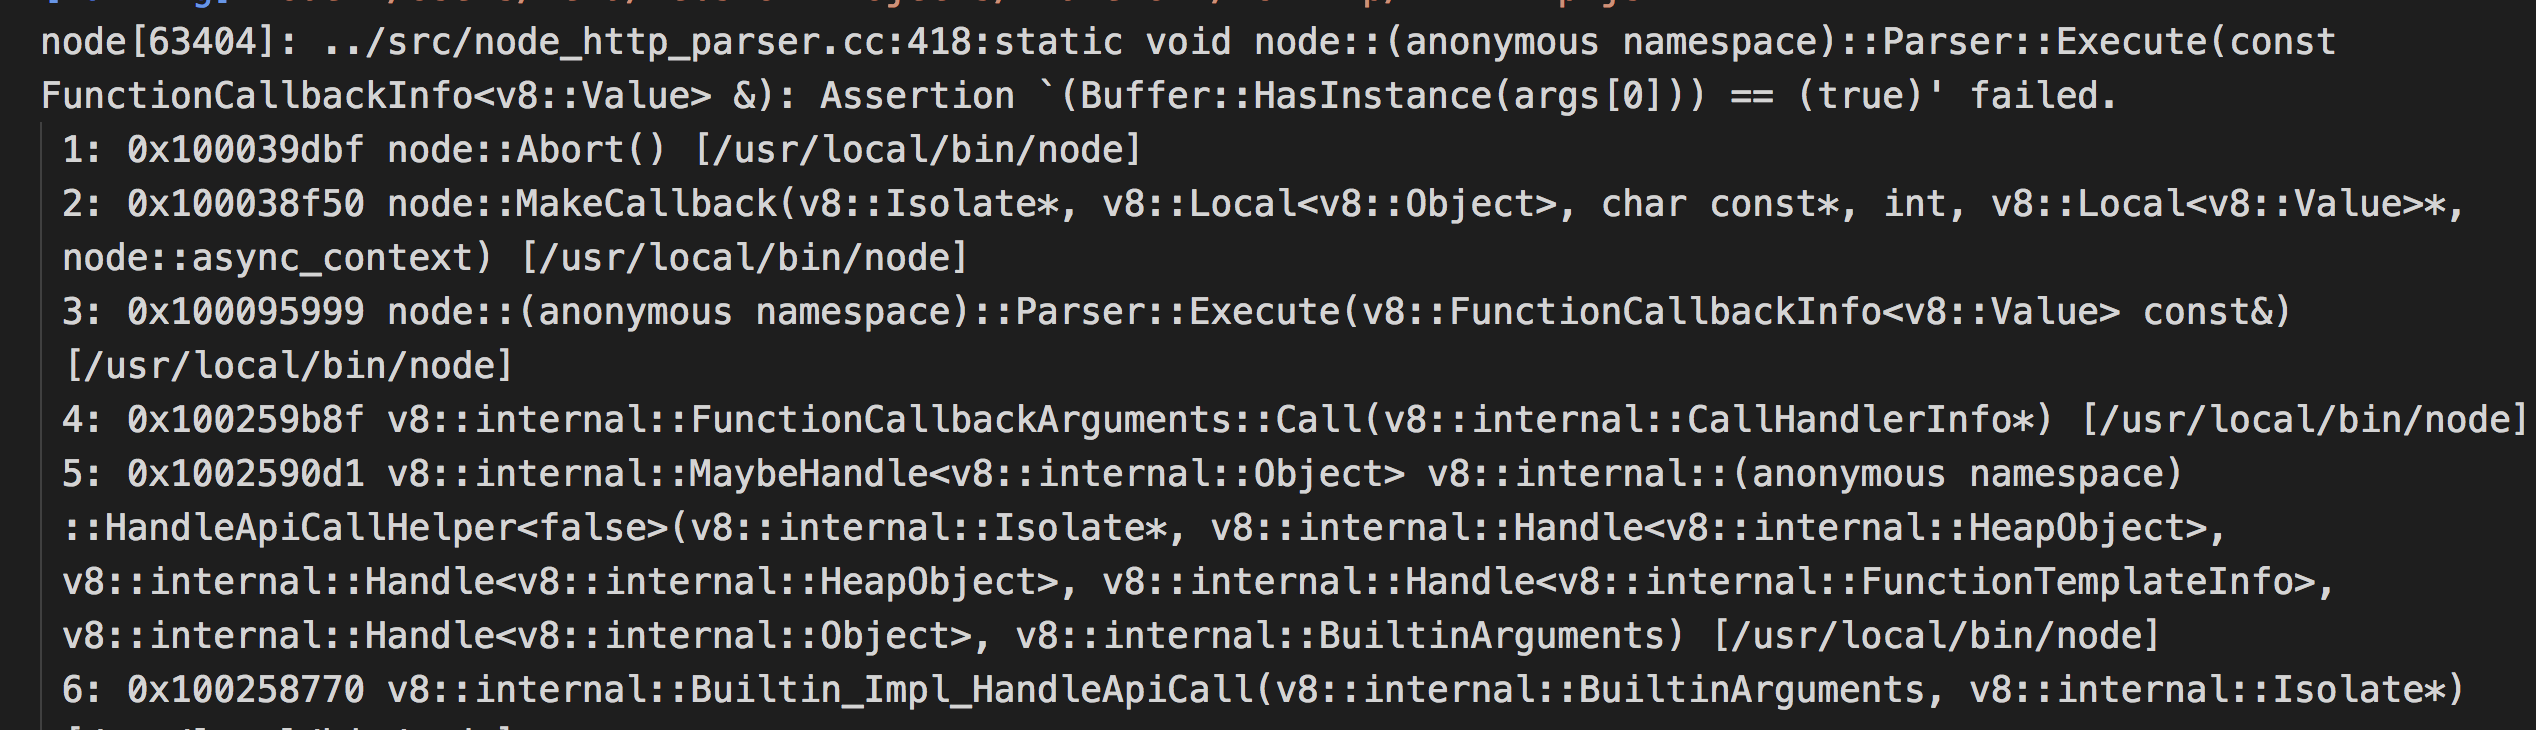 node[63404]: ../src/node_http_parser.cc:418:static void node::(anonymous namespace)::Parser::Execute(const
FunctionCallbackInfo<v8::Value> &): Assertion `(Buffer::HasInstance(args[0])) == (true)' failed.
1: 0x100039dbf node::Abort() [/usr/local/bin/node]
2: 0x100038f50 node::MakeCallback(v8::Isolate*, v8::Local<v8::Object>, char const*, int, v8::Local<v8::Value>*,
node::async_context) [/usr/local/bin/node]
3: 0x100095999 node::(anonymous namespace)::Parser::Execute(v8::FunctionCallbackInfo<v8::Value> const&)
[/usr/local/bin/node]
4: 0x100259b8f v8::internal::FunctionCallbackArguments::Call(v8::internal::CallHandlerInfo*) [/usr/local/bin/node]
5: 0x1002590d1 v8::internal::MaybeHandle<v8::internal::Object> v8::internal::(anonymous namespace)
::HandleApiCallHelper<false>(v8::internal::Isolate*, v8::internal::Handle<v8::internal::HeapObject>,
v8::internal::Handle<v8::internal::HeapObject>, v8::internal::Handle<v8::internal::FunctionTemplateInfo>,
v8::internal::Handle<v8::internal::Object>, v8::internal::BuiltinArguments) [/usr/local/bin/node]
6: 0x100258770 v8::internal::Builtin_Impl_HandleApiCall(v8::internal::BuiltinArguments, v8::internal::Isolate*)